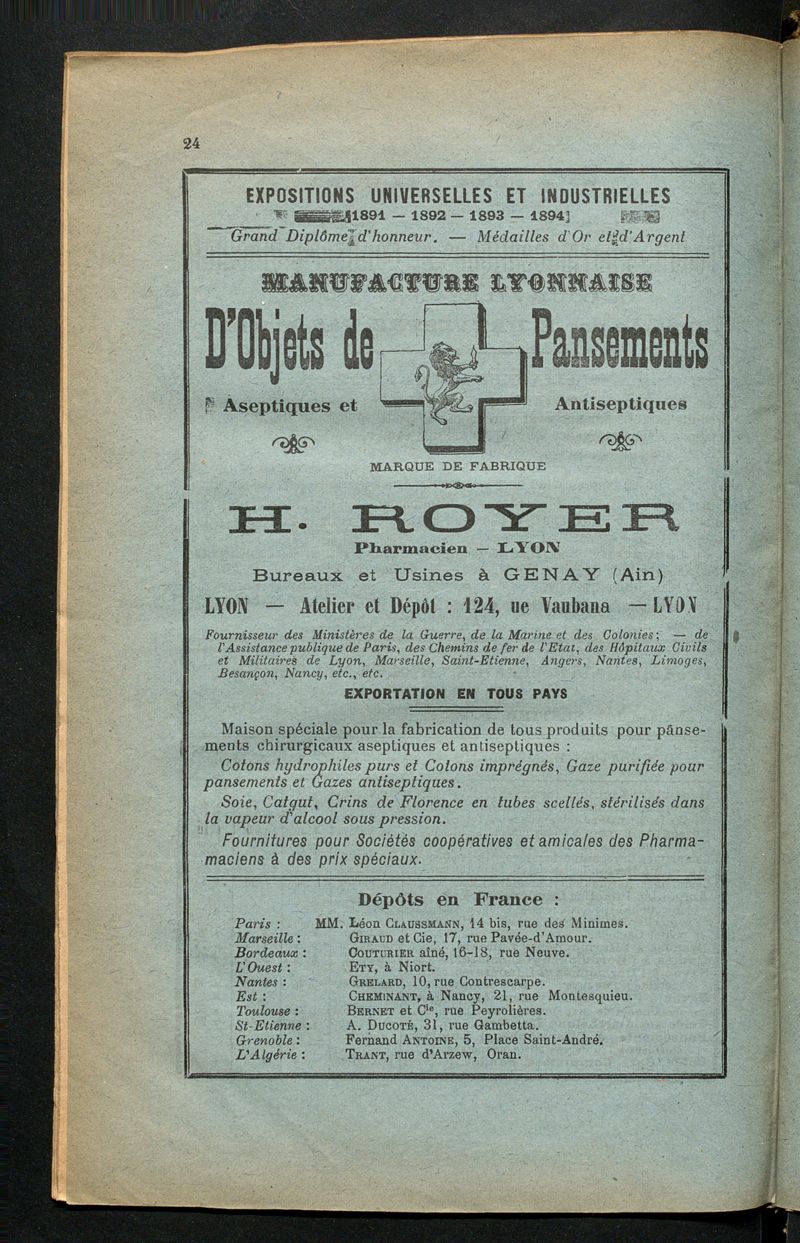 24
EXPOSITIONS UNIVERSELLES ET INDUSTRIELLES
1891 — 1892 — 1893 — 1894
Grand Diplôme d'honneur. — Médailles d'Or et d'Argent
MANUFACTURE LYONNAISE
D'Objets de Pansements
Aseptiques et Antiseptiques
MARQUE DE FABRIQUE
H. ROYER
Pharmacien — LYON
Bureaux et Usines à GENAY (Ain)
LYON — Atelier et Dépôt : 124, ue Vaubana — LYON
Fournisseur des Ministères de la Guerre, de la Marine et des Colonies; — de
l'Assistance publique de Paris, des Chemins de fer de l'Etat, des Hôpitaux Civils
et Militaires de Lyon, Marseille, Saint-Etienne, Angers, Nantes, Limoges,
Besançon, Nancy, etc., etc.
EXPORTATION EN TOUS PAYS
Maison spéciale pour la fabrication de tous produits pour pânse-
ments chirurgicaux aseptiques et antiseptiques :
Cotons hydrophiles purs et Cotons imprégnés, Gaze purifiée pour
pansements et Gazes antiseptiques.
Soie, Catgut, Crins de Florence en tubes scellés, stérilisés dans
la vapeur d'alcool sous pression.
Fournitures pour Sociétés coopératives et amicales des Pharma-
maciens à des prix spéciaux.
Dépôts en France :
Paris : MM. Léon CLAUSSMANN, 14 bis, rue des Minimes.
Marseille : GIRAUD et Cie, 17, rue Pavée-d'Amour.
Bordeaux : COUTURIER aîné, 16-18, rue Neuve.
L'Ouest : ETY, à Niort.
Nantes : GRELARD, 10, rue Contrescarpe.
Est : CHEMINANT, à Nancy, 21, rue Montesquieu.
Toulouse : BERNET et Cie, rue Peyrolières.
St-Etienne : A. DUCOTÉ, 31, rue Gambetta.
Grenoble : Fernand ANTOINE, 5, Place Saint-André.
L'Algérie : TRANT, rue d'Arzew, Oran.